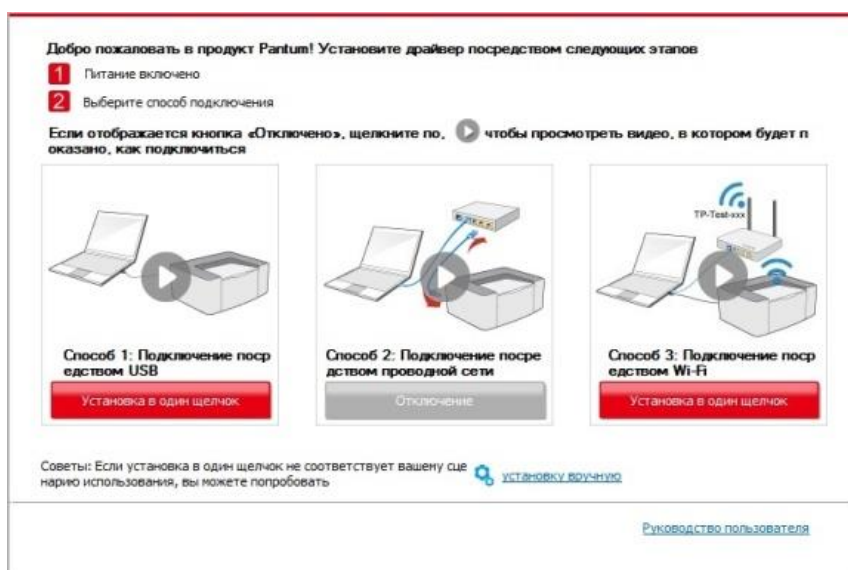 Добро пожаловать в продукт Pantum! Установите драйвер посредством следующих этапов
1 Питание включено
2 Выберите способ подключения
Если отображается кнопка «Отключено», щелкните по, чтобы просмотреть видео, в котором будет п
оказано, как подключиться
TP-Test-xxx
Способ 1: Подключение поср
едством USB
Установка в один щелчок
Способ 2: Подключение посре
дством проводной сети
Отключение
Способ 3: Подключение поср
едством Wi-Fi
Установка в один щелчок
Советы: Если установка в один щелчок не соответствует вашему сце
нарию использования, вы можете попробовать
установку вручную
Руководство пользователя